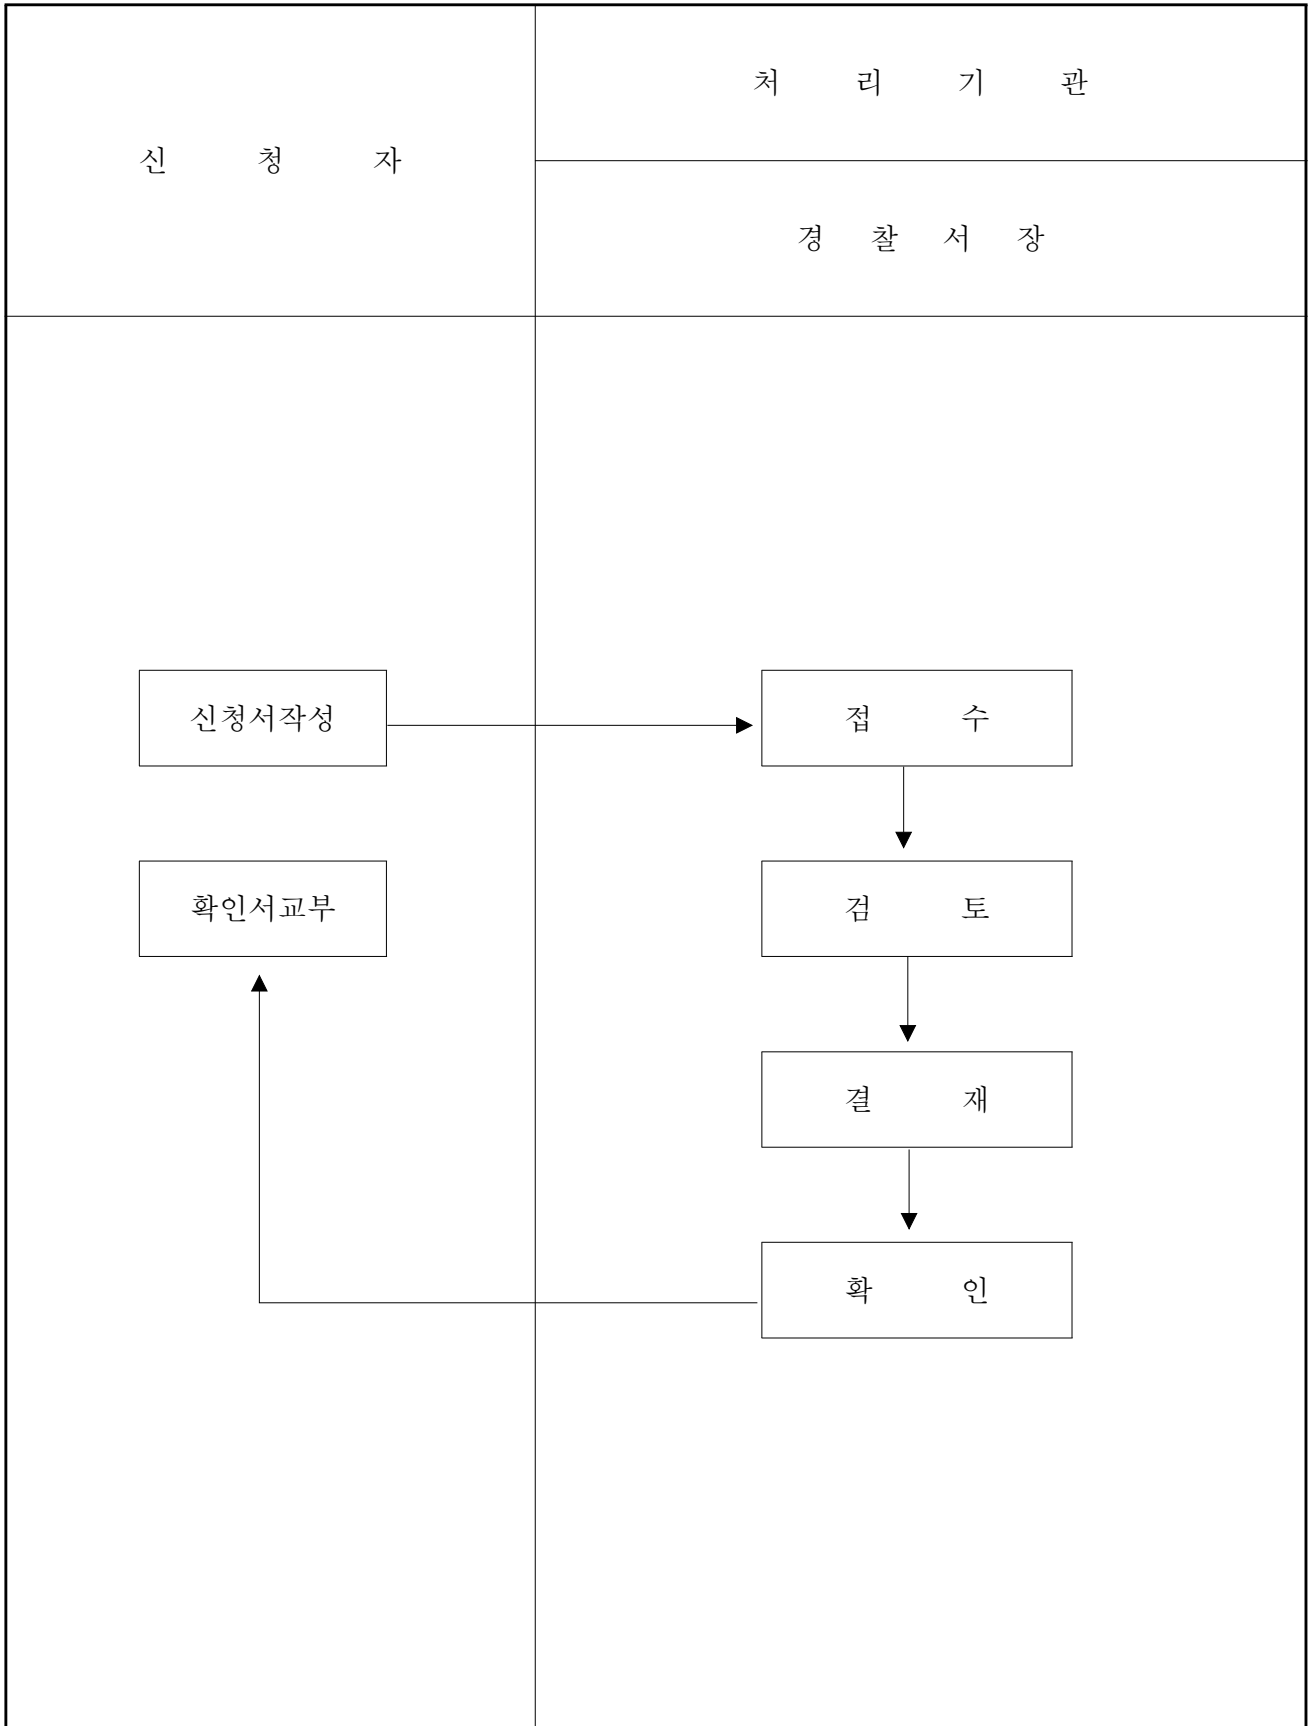 처 리 기 관
신 청 자
경 찰 서 장
신청서작성
접 수
확인서교부
검 토
결 재
확 인